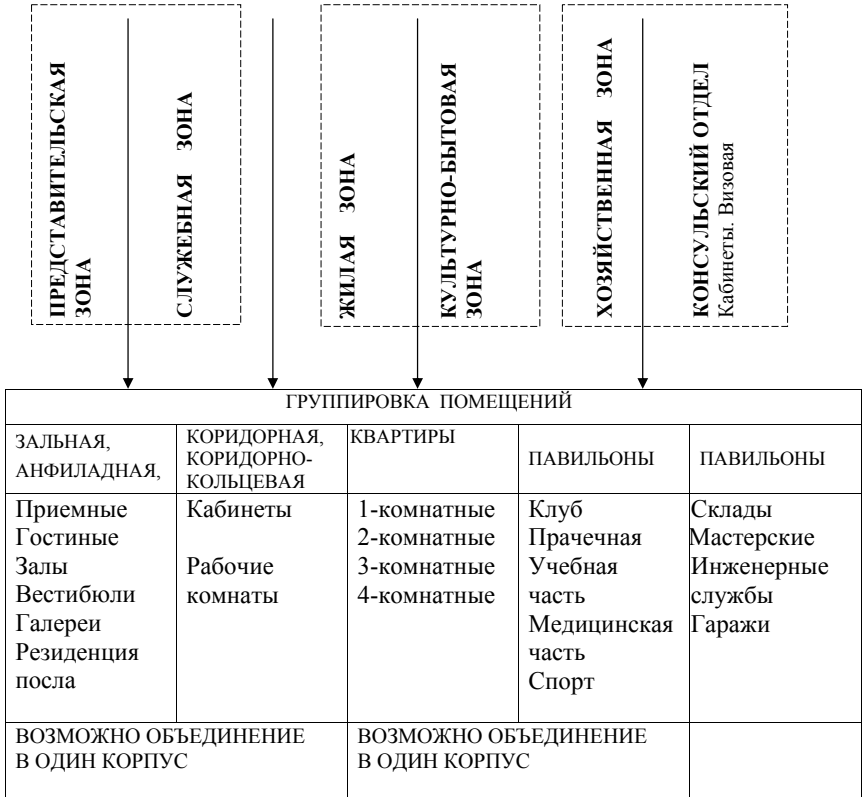 ПРЕДСТАВИТЕЛЬСКАЯ
ЗОНА
СЛУЖЕБНАЯ ЗОНА
ЖИЛАЯ ЗОНА
КУЛЬТУРНО-БЫТОВАЯ
ЗОНА
ХОЗЯЙСТВЕННАЯ ЗОНА
КОНСУЛЬСКИЙ ОТДЕЛ
Кабинеты. Визовая
ГРУППИРОВКА ПОМЕЩЕНИЙ
ЗАЛЬНАЯ,
АНФИЛАДНАЯ,
КОРИДОРНАЯ,
КОРИДОРНО-
КОЛЬЦЕВАЯ
КВАРТИРЫ
ПАВИЛЬОНЫ
ПАВИЛЬОНЫ
Приемные
Гостиные
Залы
Вестибюли
Галереи
Резиденция
посла
Кабинеты
Рабочие
комнаты
1-комнатные
2-комнатные
3-комнатные
4-комнатные
Клуб
Прачечная
Учебная
часть
Медицинская
часть
Спорт
Склады
Мастерские
Инженерные
службы
Гаражи
ВОЗМОЖНО ОБЪЕДИНЕНИЕ
В ОДИН КОРПУС
ВОЗМОЖНО ОБЪЕДИНЕНИЕ
В ОДИН КОРПУС